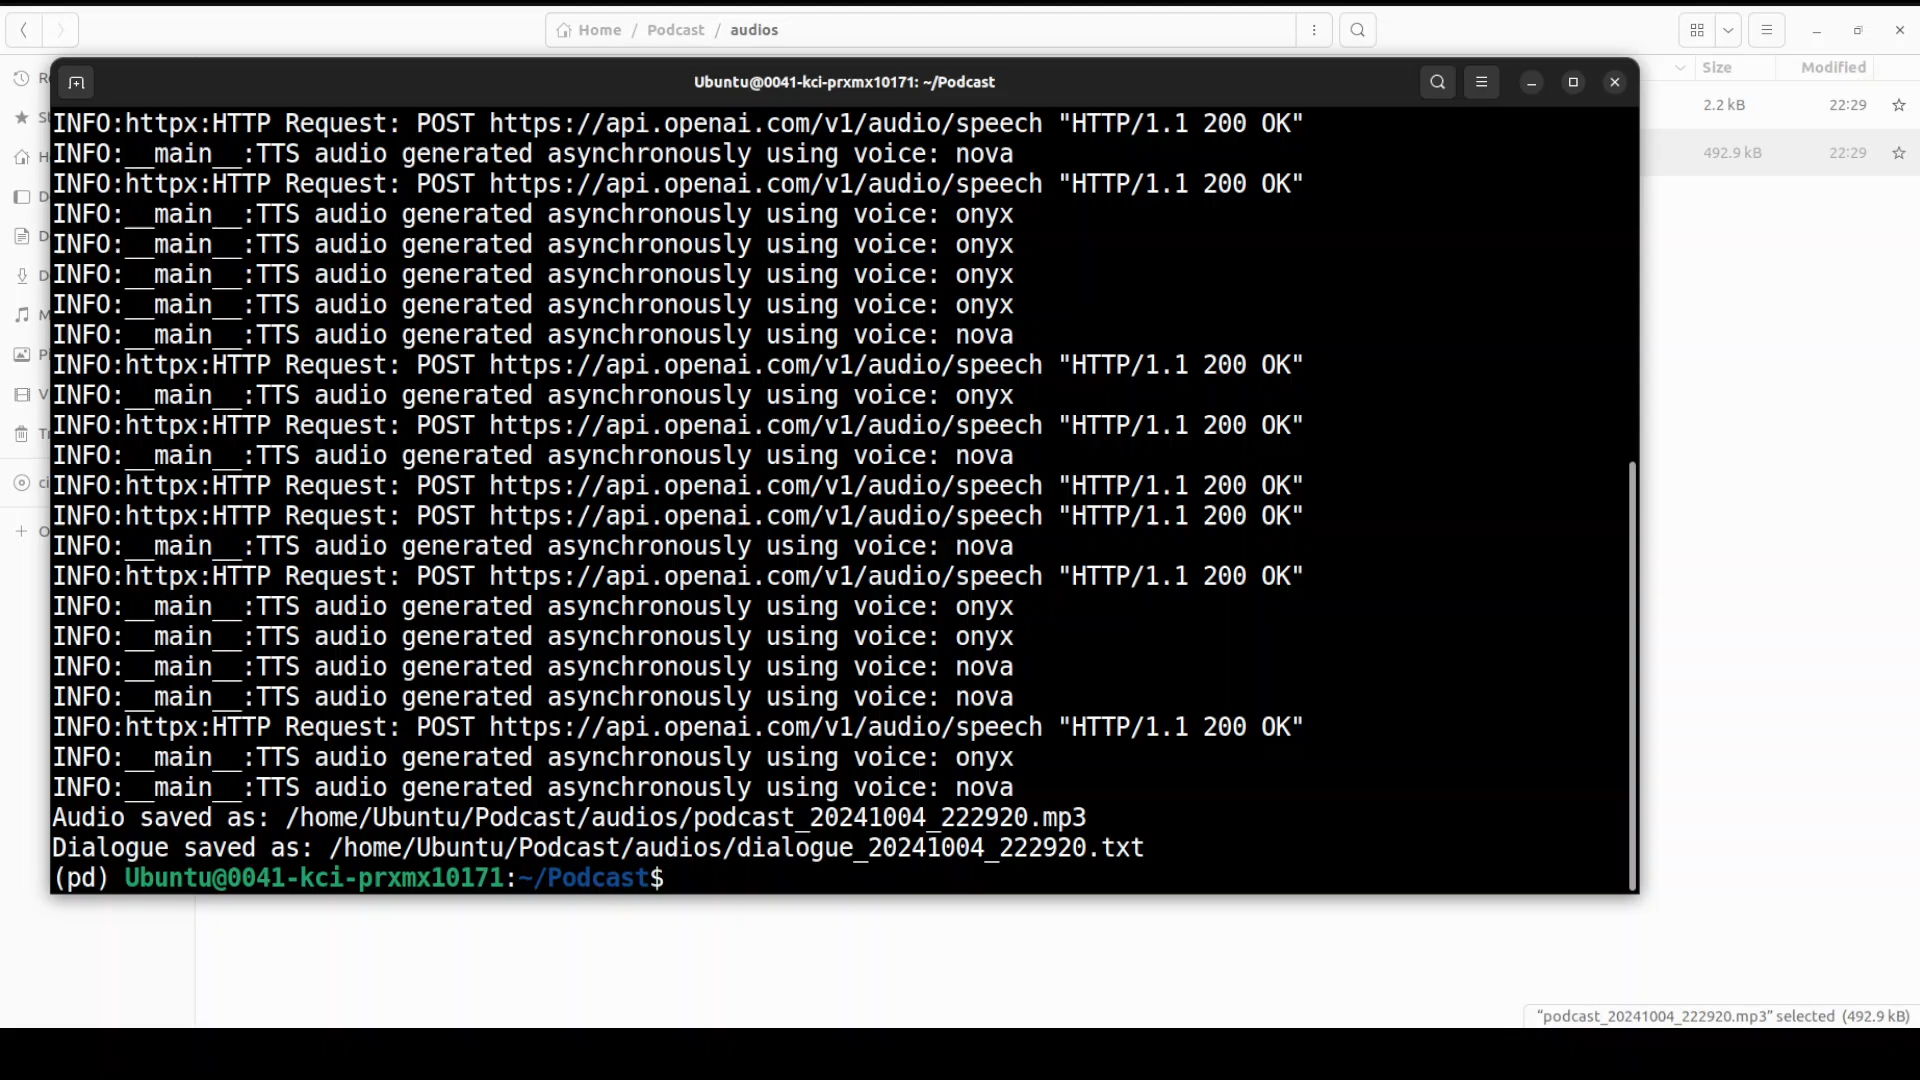 Home / Podcast / audios
Size Modified
2.2 kB 22:29
492.9 kB 22:29
Ubuntu@0041-kci-prxmx10171: ~/Podcast
INFO:httpx:HTTP Request: POST https://api.openai.com/v1/audio/speech "HTTP/1.1 200 OK"
INFO:__main__:TTS audio generated asynchronously using voice: nova
INFO:httpx:HTTP Request: POST https://api.openai.com/v1/audio/speech "HTTP/1.1 200 OK"
INFO:__main__:TTS audio generated asynchronously using voice: onyx
INFO:__main__:TTS audio generated asynchronously using voice: onyx
INFO:__main__:TTS audio generated asynchronously using voice: onyx
INFO:__main__:TTS audio generated asynchronously using voice: onyx
INFO:__main__:TTS audio generated asynchronously using voice: nova
INFO:httpx:HTTP Request: POST https://api.openai.com/v1/audio/speech "HTTP/1.1 200 OK"
INFO:__main__:TTS audio generated asynchronously using voice: onyx
INFO:httpx:HTTP Request: POST https://api.openai.com/v1/audio/speech "HTTP/1.1 200 OK"
INFO:__main__:TTS audio generated asynchronously using voice: nova
INFO:httpx:HTTP Request: POST https://api.openai.com/v1/audio/speech "HTTP/1.1 200 OK"
INFO:httpx:HTTP Request: POST https://api.openai.com/v1/audio/speech "HTTP/1.1 200 OK"
INFO:__main__:TTS audio generated asynchronously using voice: nova
INFO:httpx:HTTP Request: POST https://api.openai.com/v1/audio/speech "HTTP/1.1 200 OK"
INFO:__main__:TTS audio generated asynchronously using voice: onyx
INFO:__main__:TTS audio generated asynchronously using voice: onyx
INFO:__main__:TTS audio generated asynchronously using voice: nova
INFO:__main__:TTS audio generated asynchronously using voice: nova
INFO:httpx:HTTP Request: POST https://api.openai.com/v1/audio/speech "HTTP/1.1 200 OK"
INFO:__main__:TTS audio generated asynchronously using voice: onyx
INFO:__main__:TTS audio generated asynchronously using voice: nova
Audio saved as: /home/Ubuntu/Podcast/audios/podcast_20241004_222920.mp3
Dialogue saved as: /home/Ubuntu/Podcast/audios/dialogue_20241004_222920.txt
(pd) Ubuntu@0041-kci-prxmx10171:~/Podcast$
"podcast_20241004_222920.mp3" selected (492.9 kB)